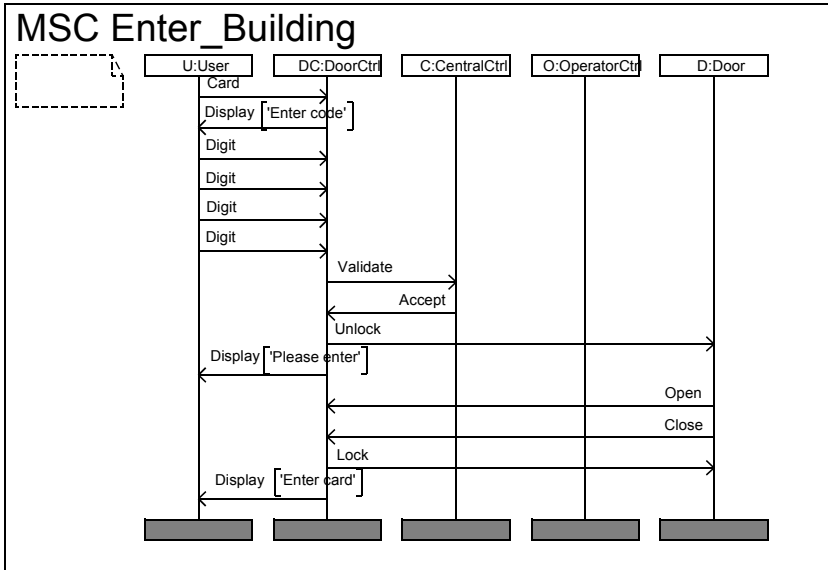 MSC Enter_Building
U:User DC:DoorCtrl C:CentralCtrl O:OperatorCtrl D:Door
Card
Display 'Enter code'
Digit
Digit
Digit
Digit
Validate
Accept
Unlock
Display 'Please enter'
Open
Close
Lock
Display 'Enter card'